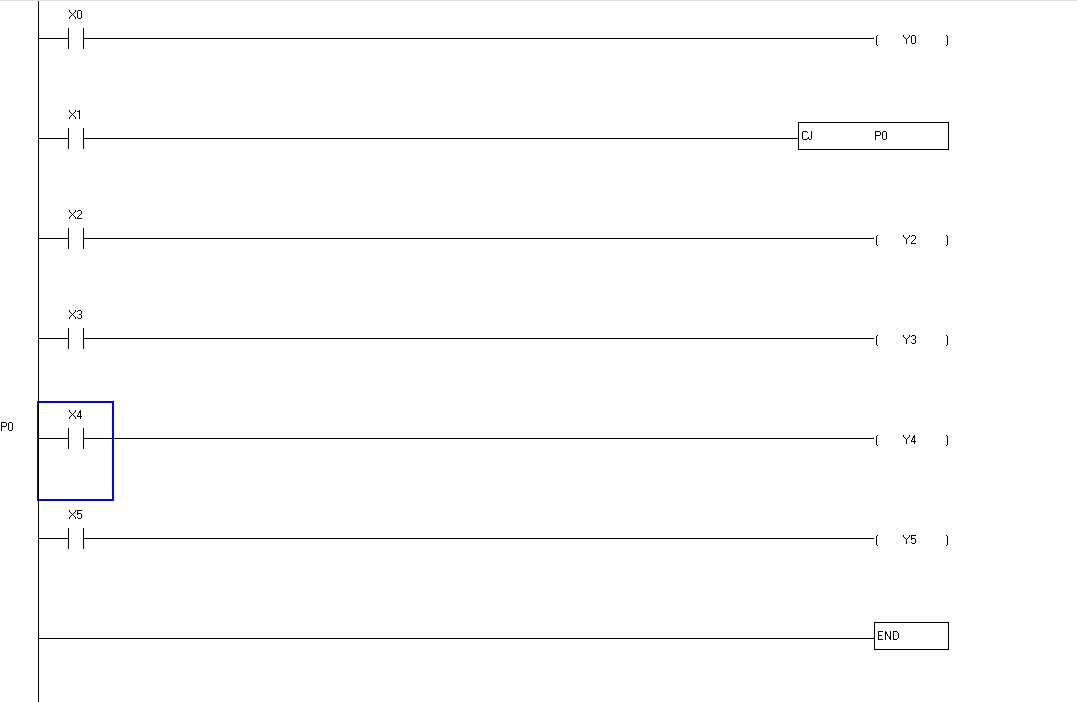 X0
( Y0 )
X1
CJ P0
X2
( Y2 )
X3
( Y3 )
X4
P0
( Y4 )
X5
( Y5 )
END